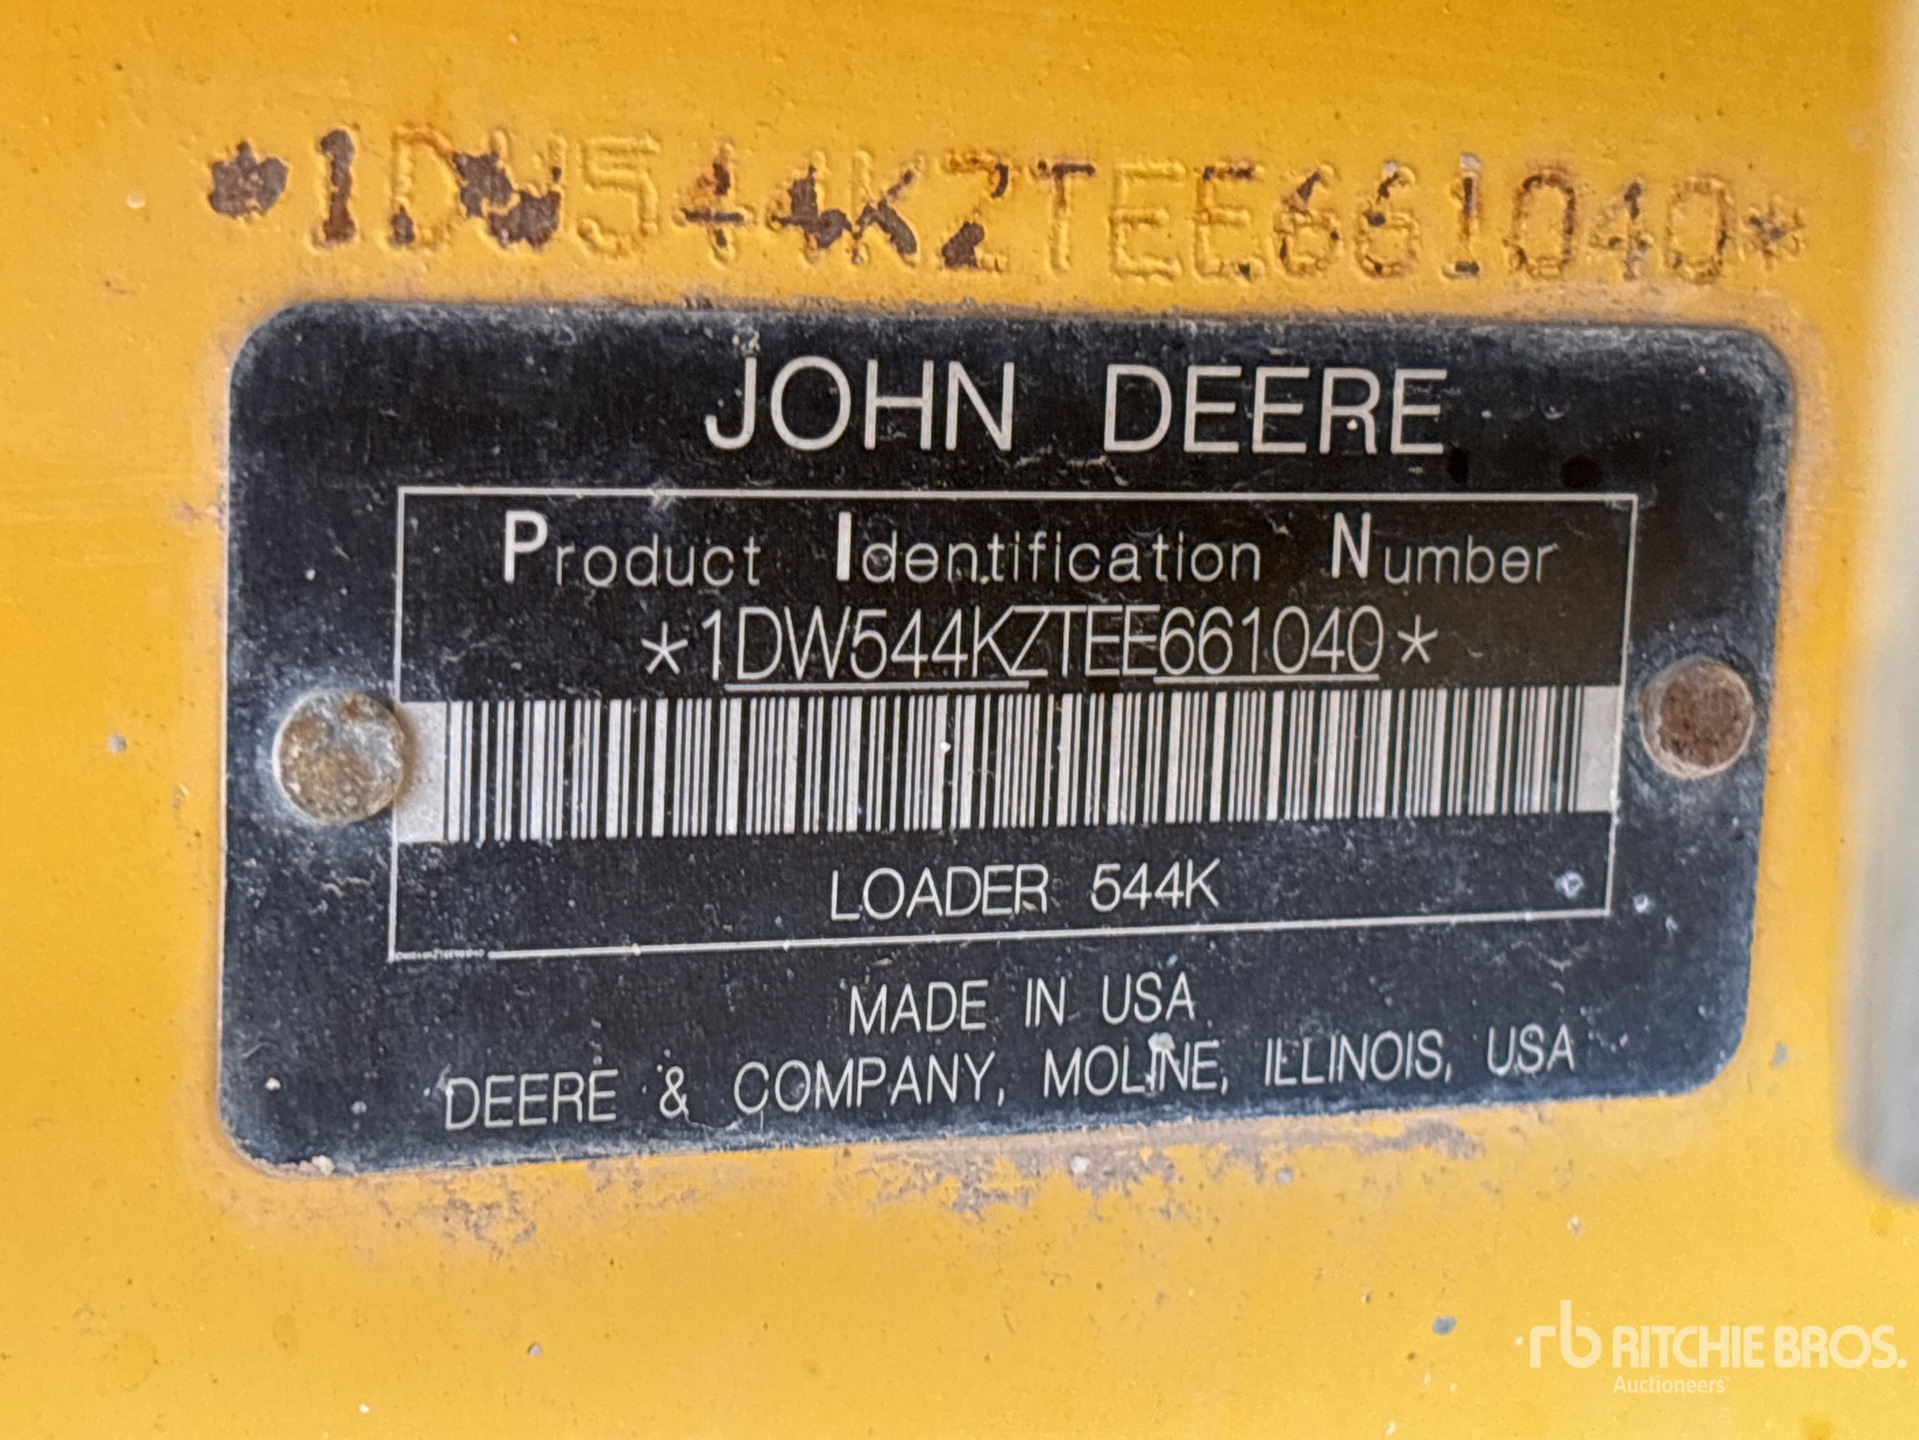 *1DW544KZTEE661040*
JOHN DEERE
Product Identification Number
*1DW544KZTEE661040*
LOADER 544K
MADE IN USA
DEERE & COMPANY, MOLINE, ILLINOIS, USA
rb RITCHIE BROS.
Auctioneers